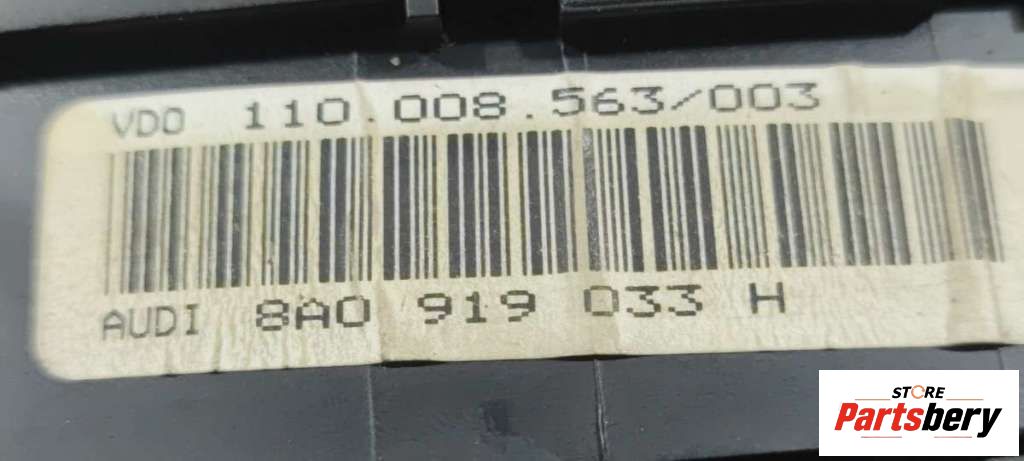 VDO 110.008.563/003
AUDI 8A0 919 033 H
STORE
Partsbery